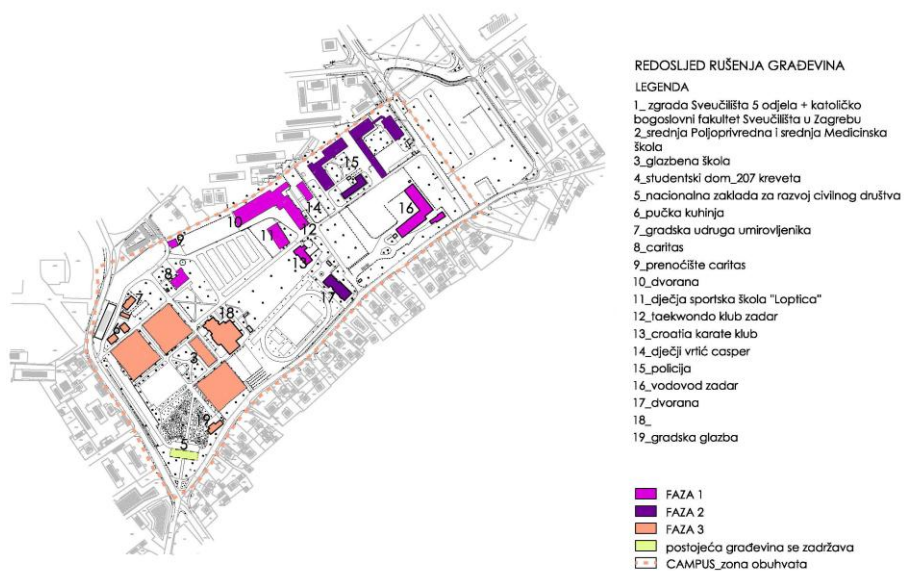 REDOSLJED RUŠENJA GRAĐEVINA
LEGENDA
1_ zgrada Sveučilišta 5 odjela + katoličko
bogoslovni fakultet Sveučilišta u Zagrebu
2_srednja Poljoprivredna i srednja Medicinska
škola
3_glazbena škola
4_studentski dom_207 kreveta
5_nacionalna zaklada za razvoj civilnog društva
6_pučka kuhinja
7_gradska udruga umirovljenika
8_caritas
9_prenoćište caritas
10_dvorana
11_dječja sportska škola "Loptica"
12_taekwondo klub zadar
13_croatia karate klub
14_dječji vrtić casper
15_policija
16_vodovod zadar
17_dvorana
18_
19_gradska glazba
FAZA 1
FAZA 2
FAZA 3
postojeća građevina se zadržava
CAMPUS_zona obuhvata
15
14
16
10
12
11
9
13
8
17
7
18
6
3
19
5